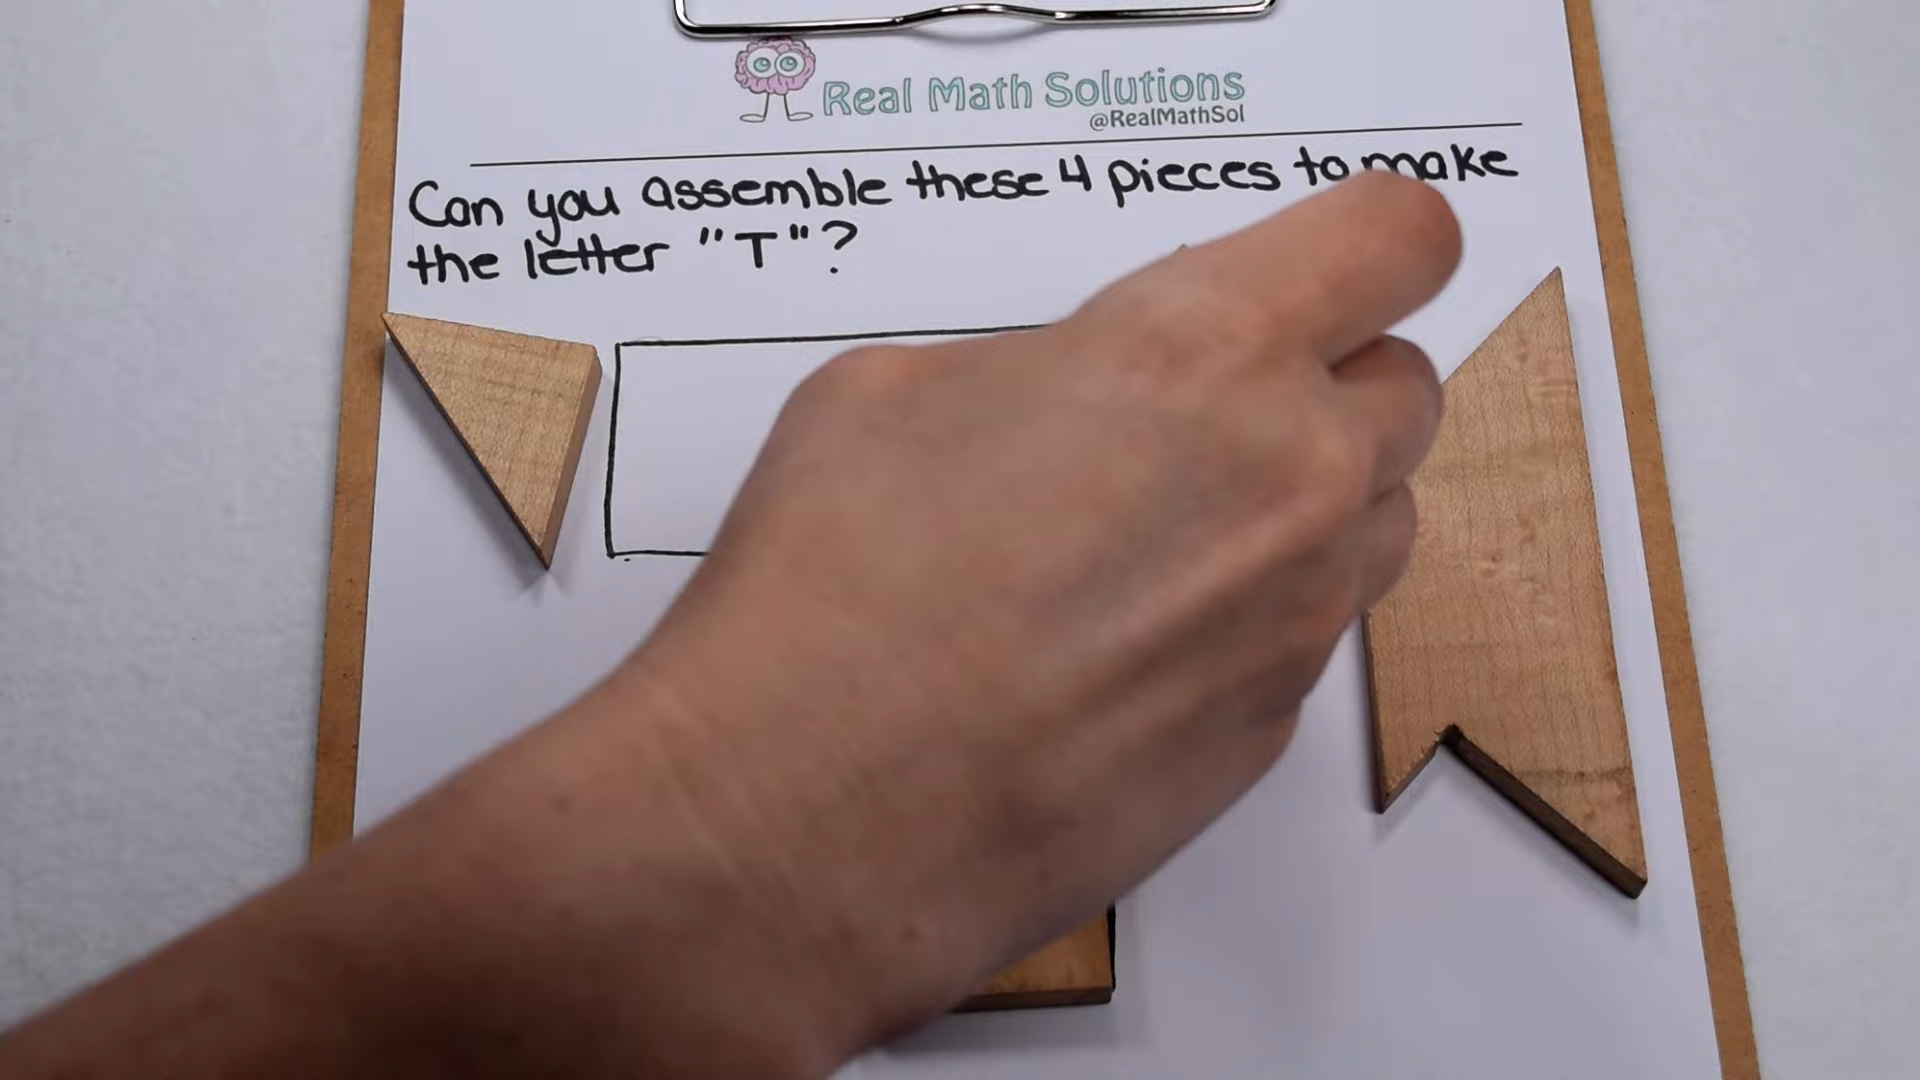 Real Math Solutions
@RealMathSol
Can you assemble these 4 pieces to make
the letter "T"?